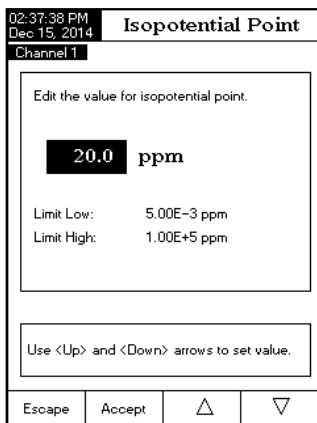 02:37:38 PM
Dec 15, 2014
Isopotential Point
Channel 1
Edit the value for isopotential point.
20.0 ppm
Limit Low: 5.00E-3 ppm
Limit High: 1.00E+5 ppm
Use <Up> and <Down> arrows to set value.
Escape Accept △ ▽